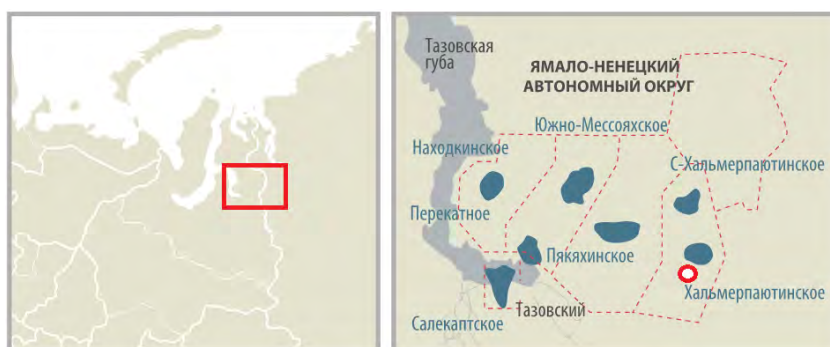 Тазовская
губа
ЯМАЛО-НЕНЕЦКИЙ
АВТОНОМНЫЙ ОКРУГ
Южно-Мессояхское
Находкинское
С-Хальмерпаютинское
Перекатное
Пякяхинское
Хальмерпаютинское
Тазовский
Салекаптское